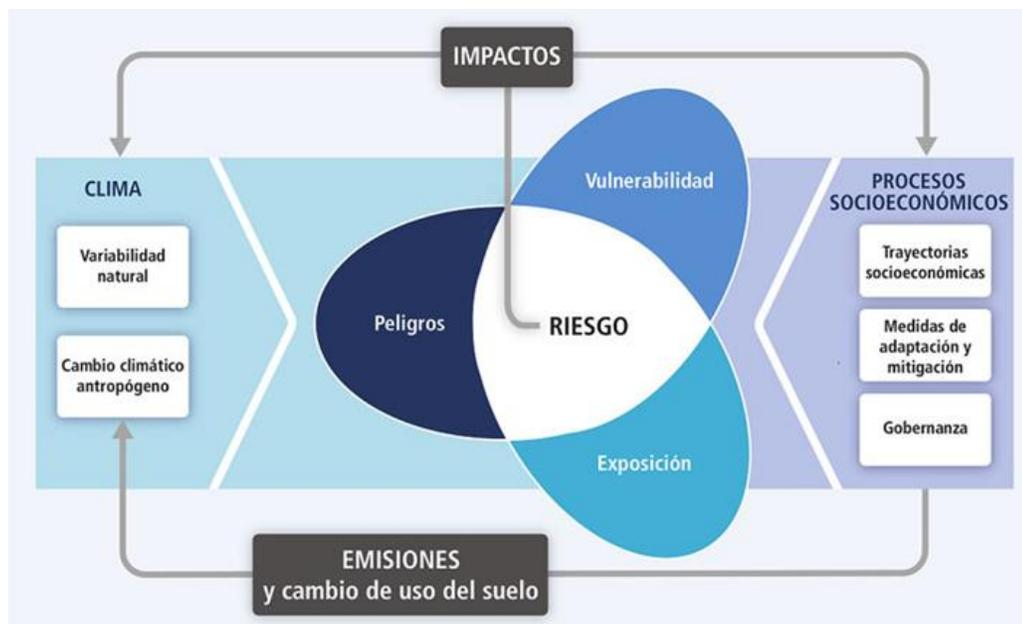 IMPACTOS
CLIMA
Variabilidad
natural
Cambio climático
antropógeno
Peligros
Vulnerabilidad
RIESGO
Exposición
PROCESOS
SOCIOECONÓMICOS
Trayectorias
socioeconómicas
Medidas de
adaptación y
mitigación
Gobernanza
EMISIONES
y cambio de uso del suelo